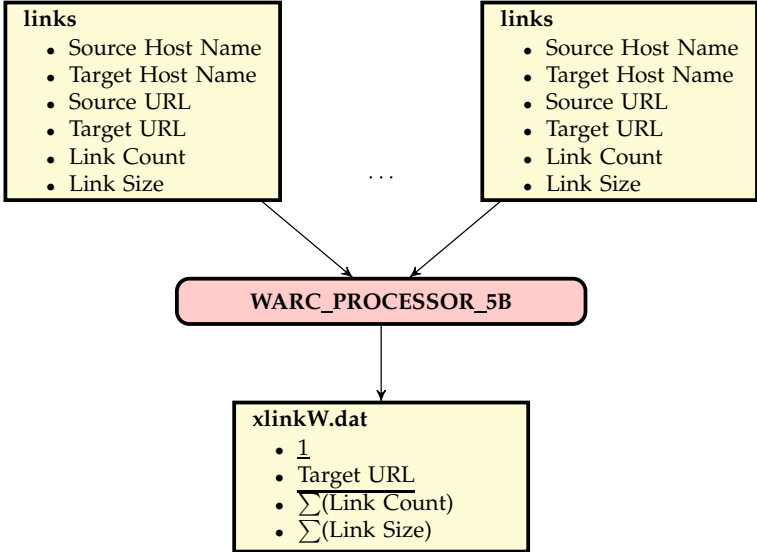 links
• Source Host Name
• Target Host Name
• Source URL
• Target URL
• Link Count
• Link Size
links
• Source Host Name
• Target Host Name
• Source URL
• Target URL
• Link Count
• Link Size
...
WARC_PROCESSOR_5B
xlinkW.dat
• 1
• Target URL
• ∑(Link Count)
• ∑(Link Size)